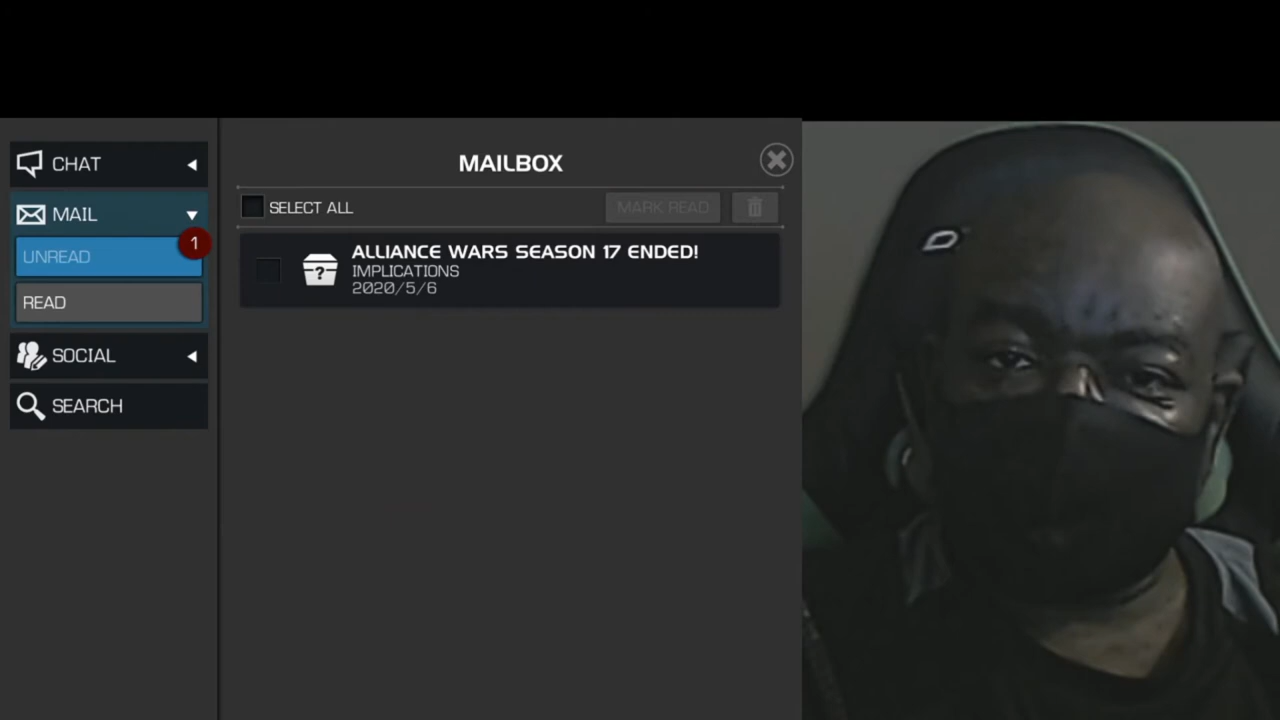 CHAT
MAIL
UNREAD
1
READ
SOCIAL
SEARCH
MAILBOX
SELECT ALL
MARK READ
?
ALLIANCE WARS SEASON 17 ENDED!
IMPLICATIONS
2020/5/6